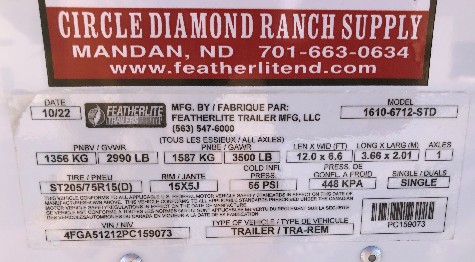 CIRCLE DIAMOND RANCH SUPPLY
MANDAN, ND 701-663-0634
www.featherlitend.com
DATE
10/22
FEATHERLITE
TRAILERS
MFG. BY / FABRIQUE PAR:
FEATHERLITE TRAILER MFG, LLC
(563) 547-6000
MODEL
1610-6712-STD
(TOUS LES ESSIEUX / ALL AXLES)
PNBV / GVWR PNBE / GAWR LEN X WID (FT) LONG X LARG (M) AXLES
1356 KG 2990 LB 1587 KG 3500 LB 12.0 x 6.6 3.66 x 2.01 1
TIRE / PNEU RIM / JANTE COLD INFL PRESS. PRES. DE GONFL. A FROID SINGLE / DUALS
ST205/75R15(D) 15X5J 65 PSI 448 KPA SINGLE
VIN / NIV
4FGA51212PC159073
TYPE OF VEHICLE / TYPE DE VEHICULE
TRAILER / TRA-REM
PC159073